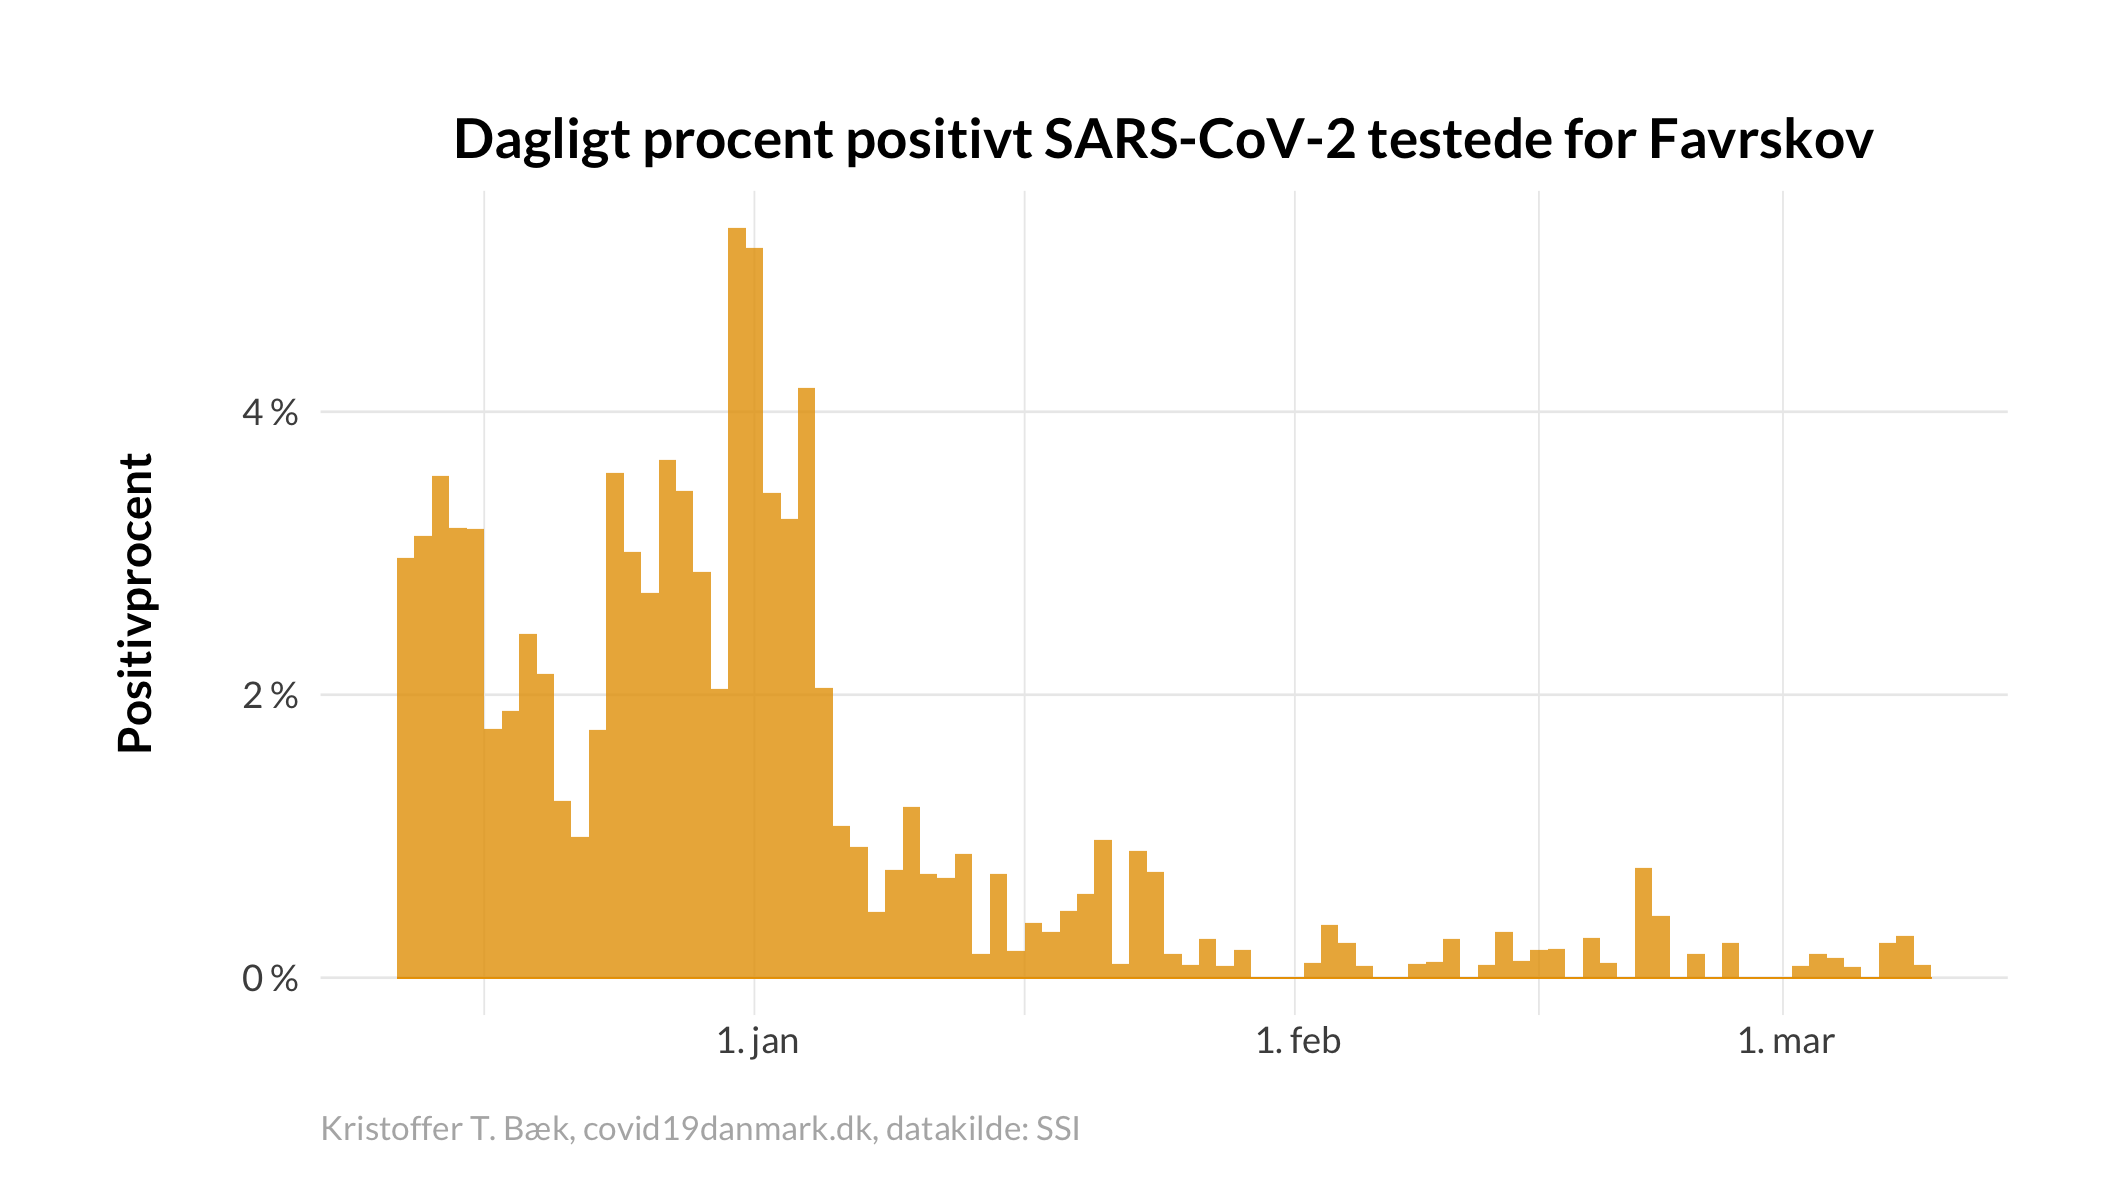 Dagligt procent positivt SARS-CoV-2 testede for Favrskov
Positivprocent
4 %
2 %
0 %
1. jan
1. feb
1. mar
Kristoffer T. Bæk, covid19danmark.dk, datakilde: SSI